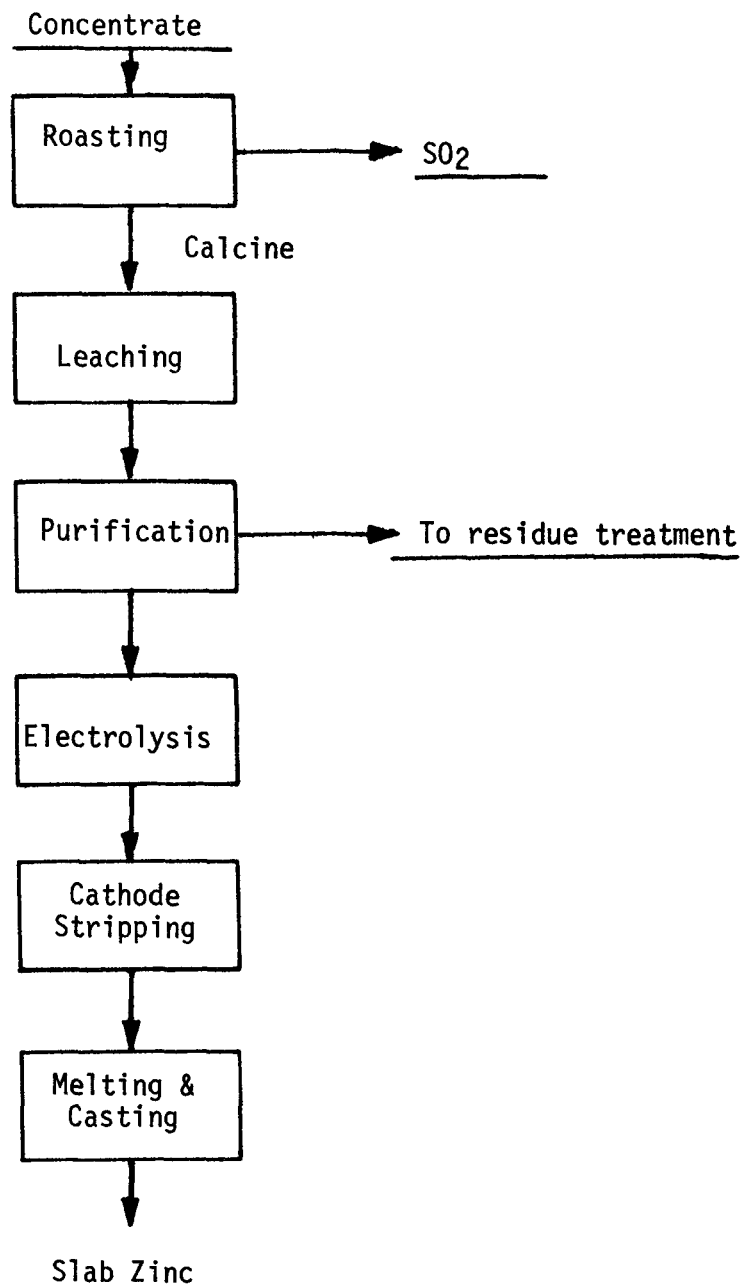 Concentrate
Roasting
SO2
Calcine
Leaching
Purification
To residue treatment
Electrolysis
Cathode
Stripping
Melting &
Casting
Slab Zinc